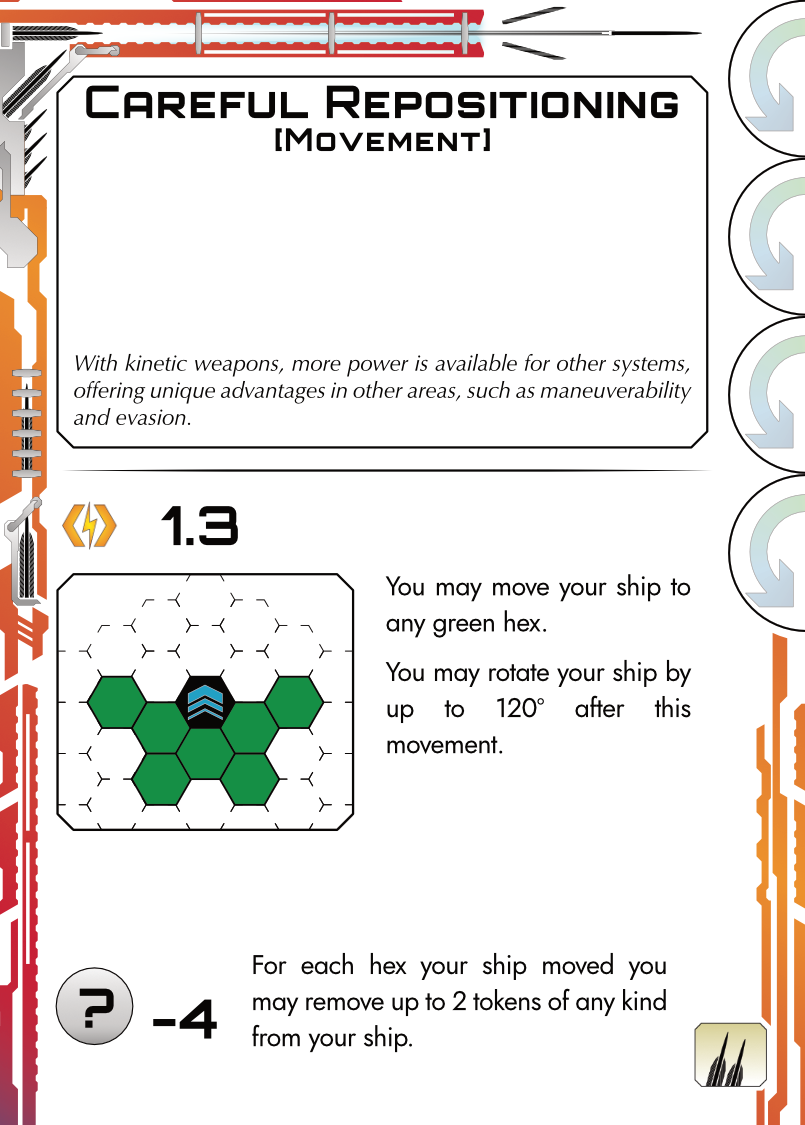 Careful Repositioning
[Movement]
With kinetic weapons, more power is available for other systems,
offering unique advantages in other areas, such as maneuverability
and evasion.
1.3
You may move your ship to
any green hex.
You may rotate your ship by
up to 120° after this
movement.
For each hex your ship moved you
may remove up to 2 tokens of any kind
from your ship.
? -4